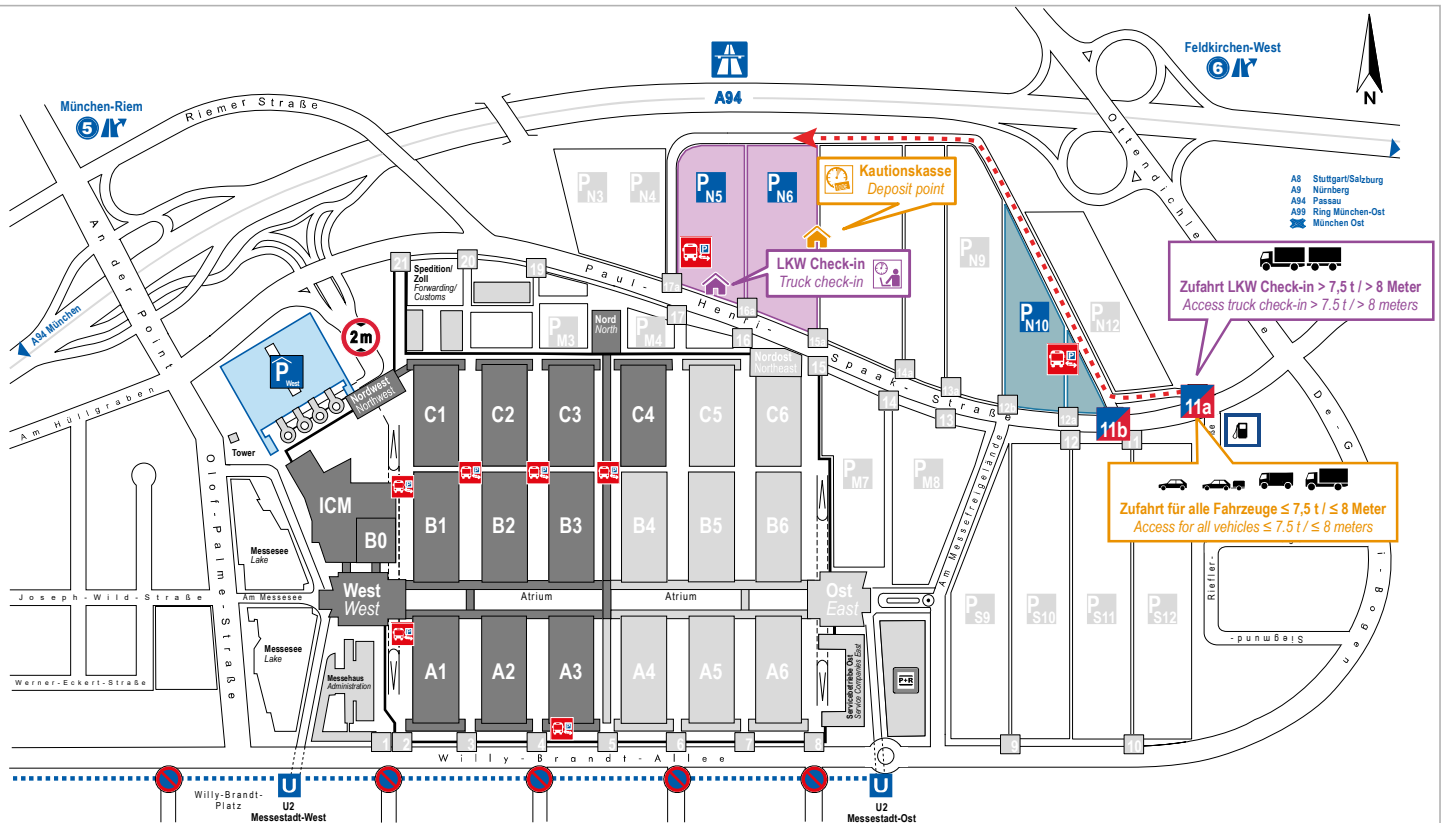 Feldkirchen-West
6
A94
N
München-Riem
5
Riemer Straße
An der Point
Ottendichle
A8 Stuttgart/Salzburg
A9 Nürnberg
A94 Passau
A99 Ring München-Ost
München Ost
P N3
P N4
P N5
P N6
Kautionskasse
Deposit point
LKW Check-in
Truck check-in
P N9
P N10
P N12
Zufahrt LKW Check-in > 7,5 t / > 8 Meter
Access truck check-in > 7.5 t / > 8 meters
A94 München
21
20
19
Spedition/
Zoll
Forwarding/
Customs
Paul-Henri-Spaak-Straße
17a
17
16a
16
15a
15
14a
14
13a
13
12b
12a
12
11b
11
11a
2m
P West
Nordwest
Northwest
Nord
North
P M3
P M4
Nordost
Northeast
Am Hüllgraben
Tower
Olof-Palme-Straße
C1
C2
C3
C4
C5
C6
P M7
P M8
Am Messefreigelände
ICM
B0
B1
B2
B3
B4
B5
B6
Zufahrt für alle Fahrzeuge ≤ 7,5 t / ≤ 8 Meter
Access for all vehicles ≤ 7.5 t / ≤ 8 meters
De-G
i-Bogen
Riefler-
Siegmund-
Messesee
Lake
Joseph-Wild-Straße
Am Messesee
West
West
Atrium
Atrium
Ost
East
P S9
P S10
P S11
P S12
Messesee
Lake
Werner-Eckert-Straße
Messehaus
Administration
A1
A2
A3
A4
A5
A6
Servicebetriebe Ost
Service Companies East
P+R
1
2
3
4
5
6
7
8
9
10
Willy-Brandt-Allee
Willy-Brandt-
Platz
U
U2
Messestadt-West
U
U2
Messestadt-Ost